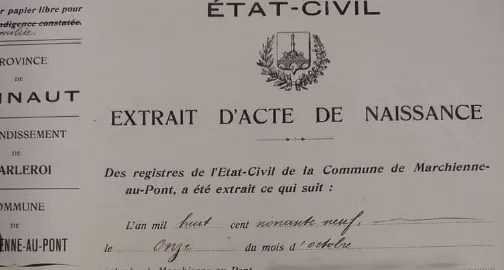 r papier libre pour
digence constatée.
ÉTAT-CIVIL
ROVINCE
DE
INAUT
NDISSEMENT
DE
ARLEROI
OMMUNE
DE
ENNE-AU-PONT
EXTRAIT D'ACTE DE NAISSANCE
Des registres de l'Etat-Civil de la Commune de Marchienne-
au-Pont, a été extrait ce qui suit :
L'an mil huit cent nonante neuf,
le Onze du mois d'octobre